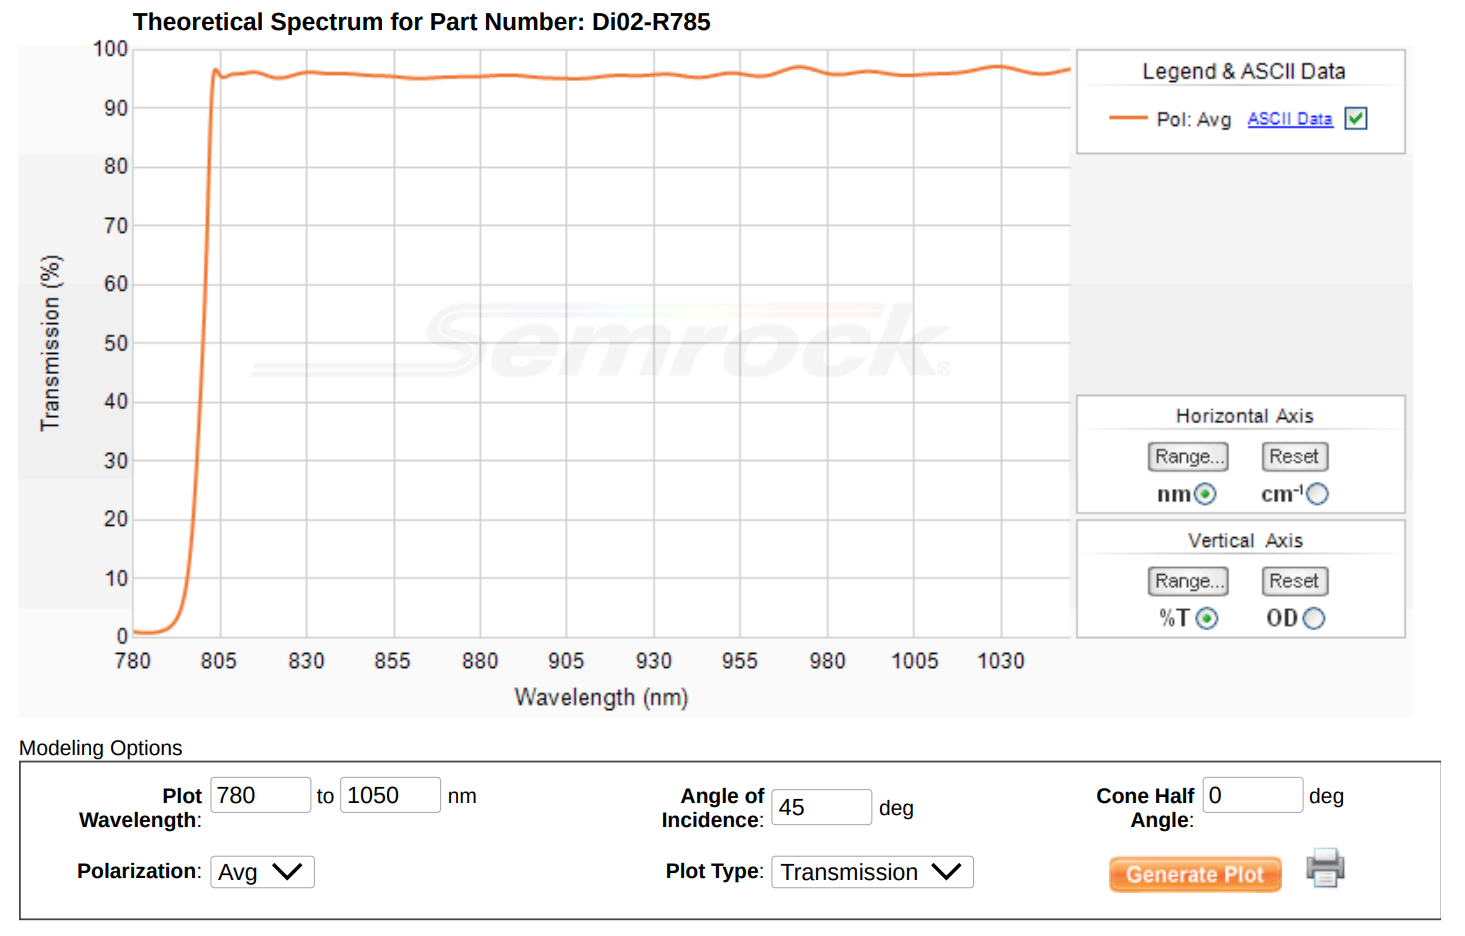 Theoretical Spectrum for Part Number: Di02-R785
100
90
80
70
60
50
40
30
20
10
0
Transmission (%)
780 805 830 855 880 905 930 955 980 1005 1030
Wavelength (nm)
Semrock®
Legend & ASCII Data
Pol: Avg ASCII Data
Horizontal Axis
Range... Reset
nm cm⁻¹
Vertical Axis
Range... Reset
%T OD
Modeling Options
Plot Wavelength: 780 to 1050 nm
Angle of Incidence: 45 deg
Cone Half Angle: 0 deg
Polarization: Avg
Plot Type: Transmission
Generate Plot